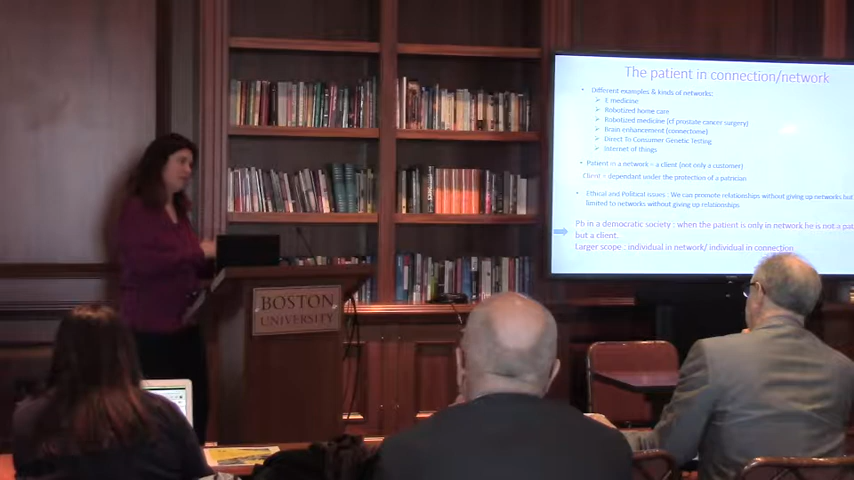 The patient in connection/network
• Different examples & kinds of networks:
➢ E medicine
➢ Robotized home care
➢ Robotized medicine (cf prostate cancer surgery)
➢ Brain enhancement (connectome)
➢ Direct To Consumer Genetic Testing
➢ Internet of things
• Patient in a network = a client (not only a customer)
Client = dependant under the protection of a patrician
• Ethical and Political issues : We can promote relationships without giving up networks but
limited to networks without giving up relationships.
Pb in a democratic society : when the patient is only in network he is not a pat
but a client.
Larger scope : individual in network/ individual in connection
BOSTON
UNIVERSITY